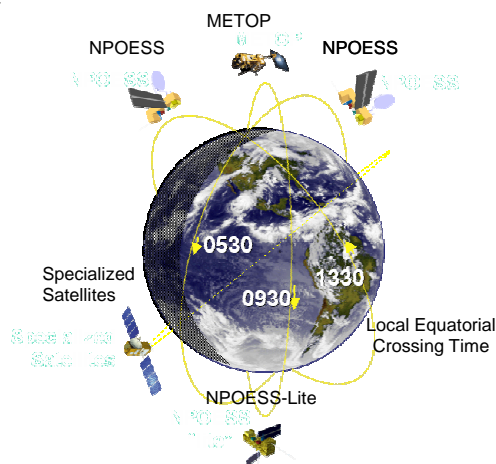 METOP
NPOESS
NPOESS
0530
1330
0930
Specialized
Satellites
Local Equatorial
Crossing Time
NPOESS-Lite